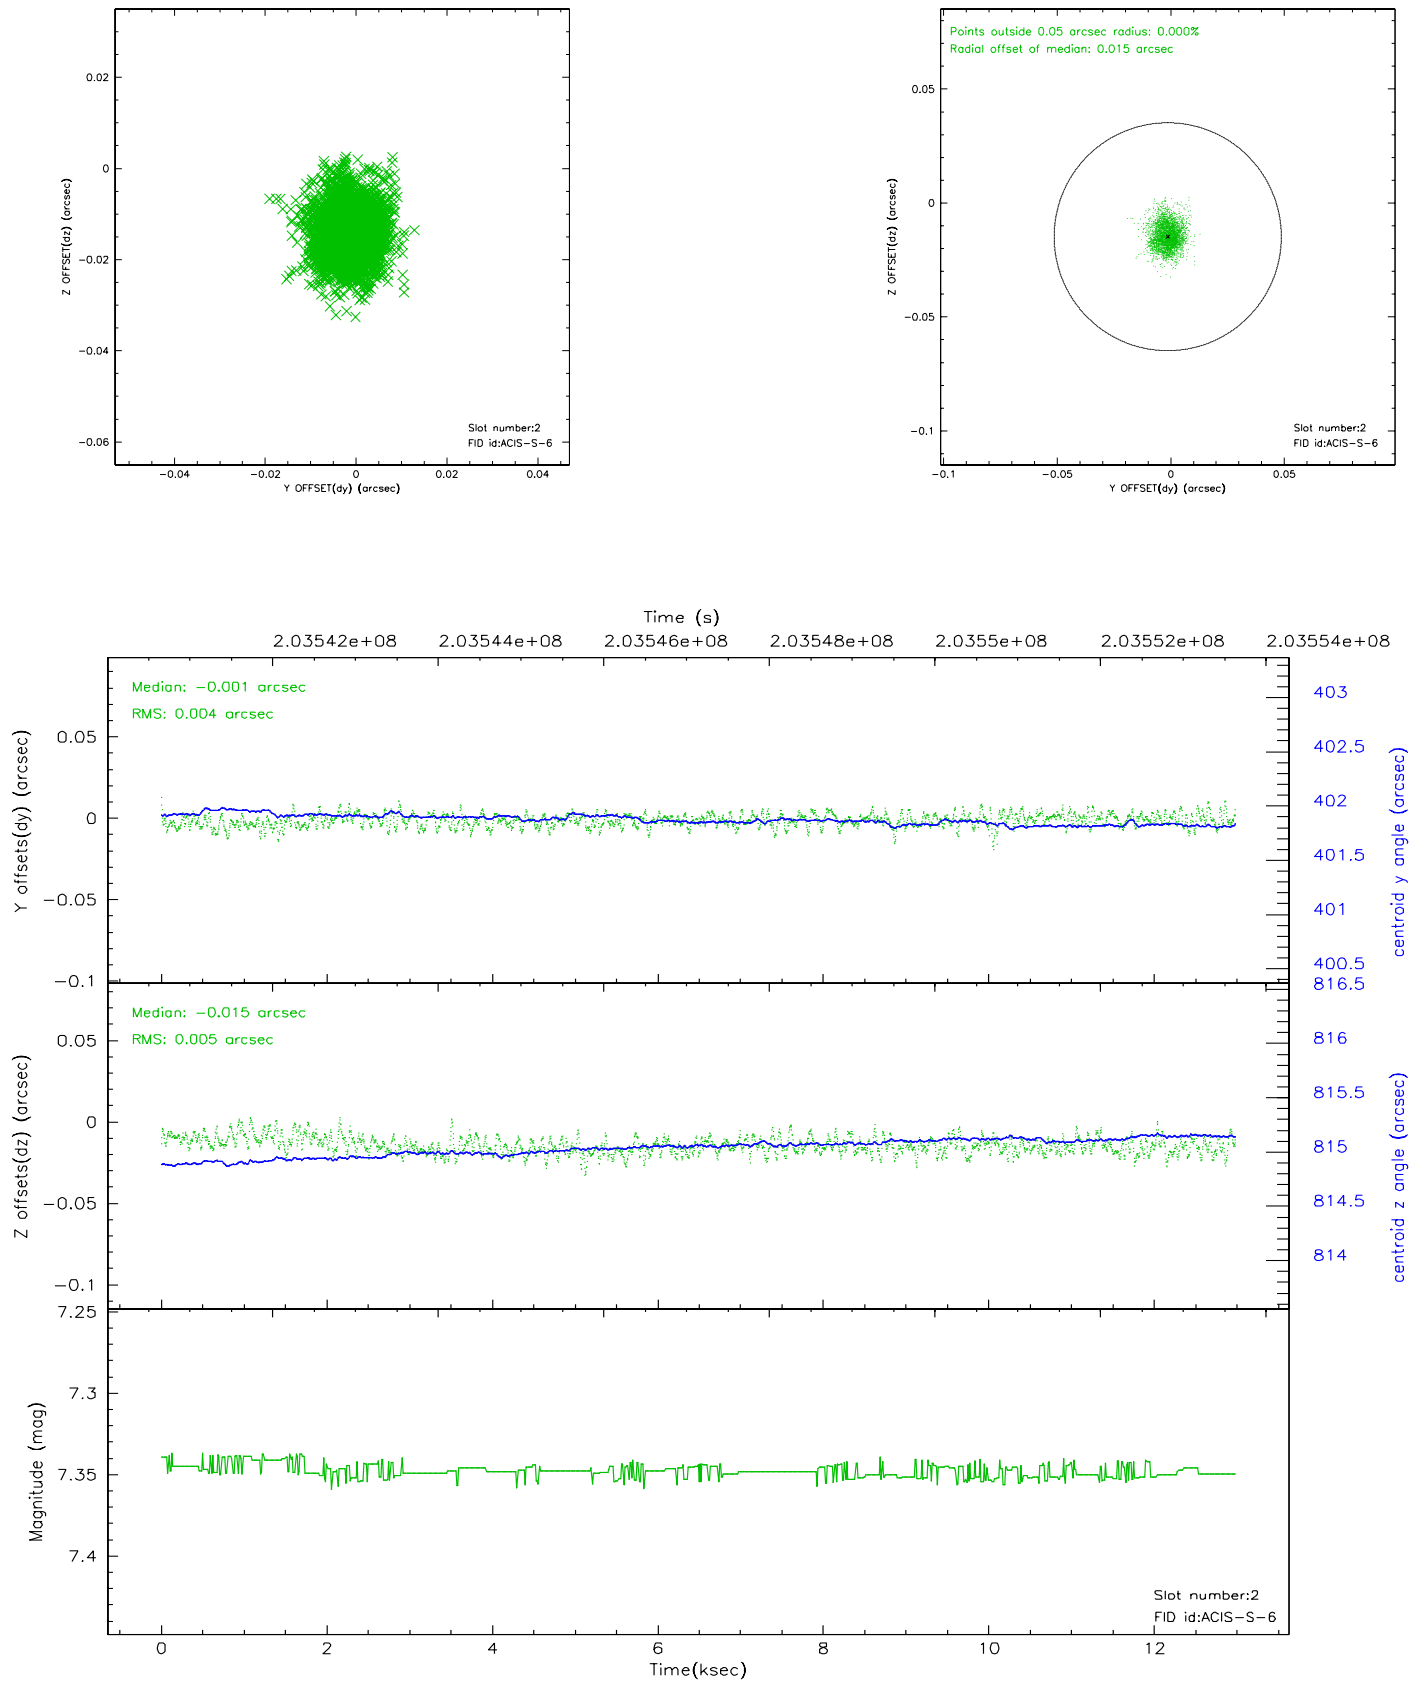 0.02
0
−0.02
−0.04
−0.06
Z OFFSET(dz) (arcsec)
−0.04
−0.02
0
0.02
0.04
Y OFFSET(dy) (arcsec)
Slot number:2
FID id:ACIS−S−6
Points outside 0.05 arcsec radius: 0.000%
Radial offset of median: 0.015 arcsec
0.05
0
−0.05
−0.1
Z OFFSET(dz) (arcsec)
−0.1
−0.05
0
0.05
Y OFFSET(dy) (arcsec)
Slot number:2
FID id:ACIS−S−6
Time (s)
2.03542e+08
2.03544e+08
2.03546e+08
2.03548e+08
2.0355e+08
2.03552e+08
2.03554e+08
Median: −0.001 arcsec
RMS: 0.004 arcsec
0.05
0
−0.05
−0.1
Y offsets(dy) (arcsec)
403
402.5
402
401.5
401
400.5
centroid y angle (arcsec)
Median: −0.015 arcsec
RMS: 0.005 arcsec
0.05
0
−0.05
−0.1
Z offsets(dz) (arcsec)
816.5
816
815.5
815
814.5
814
centroid z angle (arcsec)
7.25
7.3
7.35
7.4
Magnitude (mag)
Slot number:2
FID id:ACIS−S−6
0
2
4
6
8
10
12
Time(ksec)